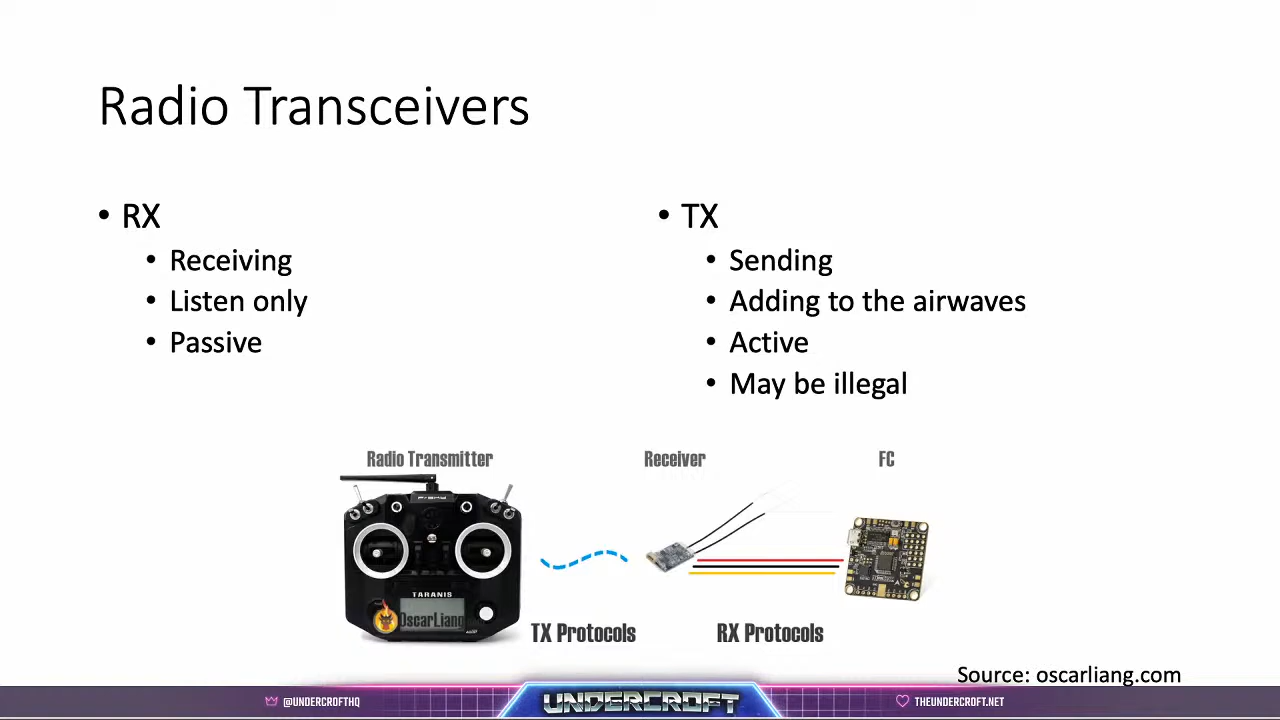 Radio Transceivers
• RX
• Receiving
• Listen only
• Passive
• TX
• Sending
• Adding to the airwaves
• Active
• May be illegal
Radio Transmitter
Receiver
FC
TARANIS
OscarLiang
TX Protocols
RX Protocols
Source: oscarliang.com
@UNDERCROFTHQ
UNDERCROFT
THEUNDERCROFT.NET